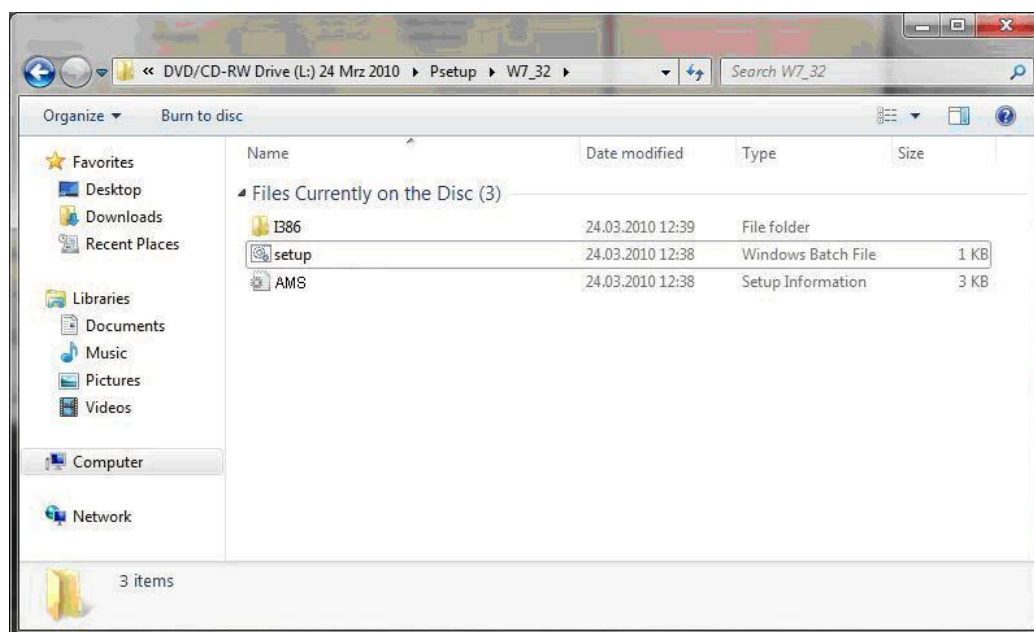 « DVD/CD-RW Drive (L:) 24 Mrz 2010 ▸ Psetup ▸ W7_32 ▸ Search W7_32
Organize Burn to disc
Favorites
Desktop
Downloads
Recent Places
Libraries
Documents
Music
Pictures
Videos
Computer
Network
Name Date modified Type Size
Files Currently on the Disc (3)
I386 24.03.2010 12:39 File folder
setup 24.03.2010 12:38 Windows Batch File 1 KB
AMS 24.03.2010 12:38 Setup Information 3 KB
3 items